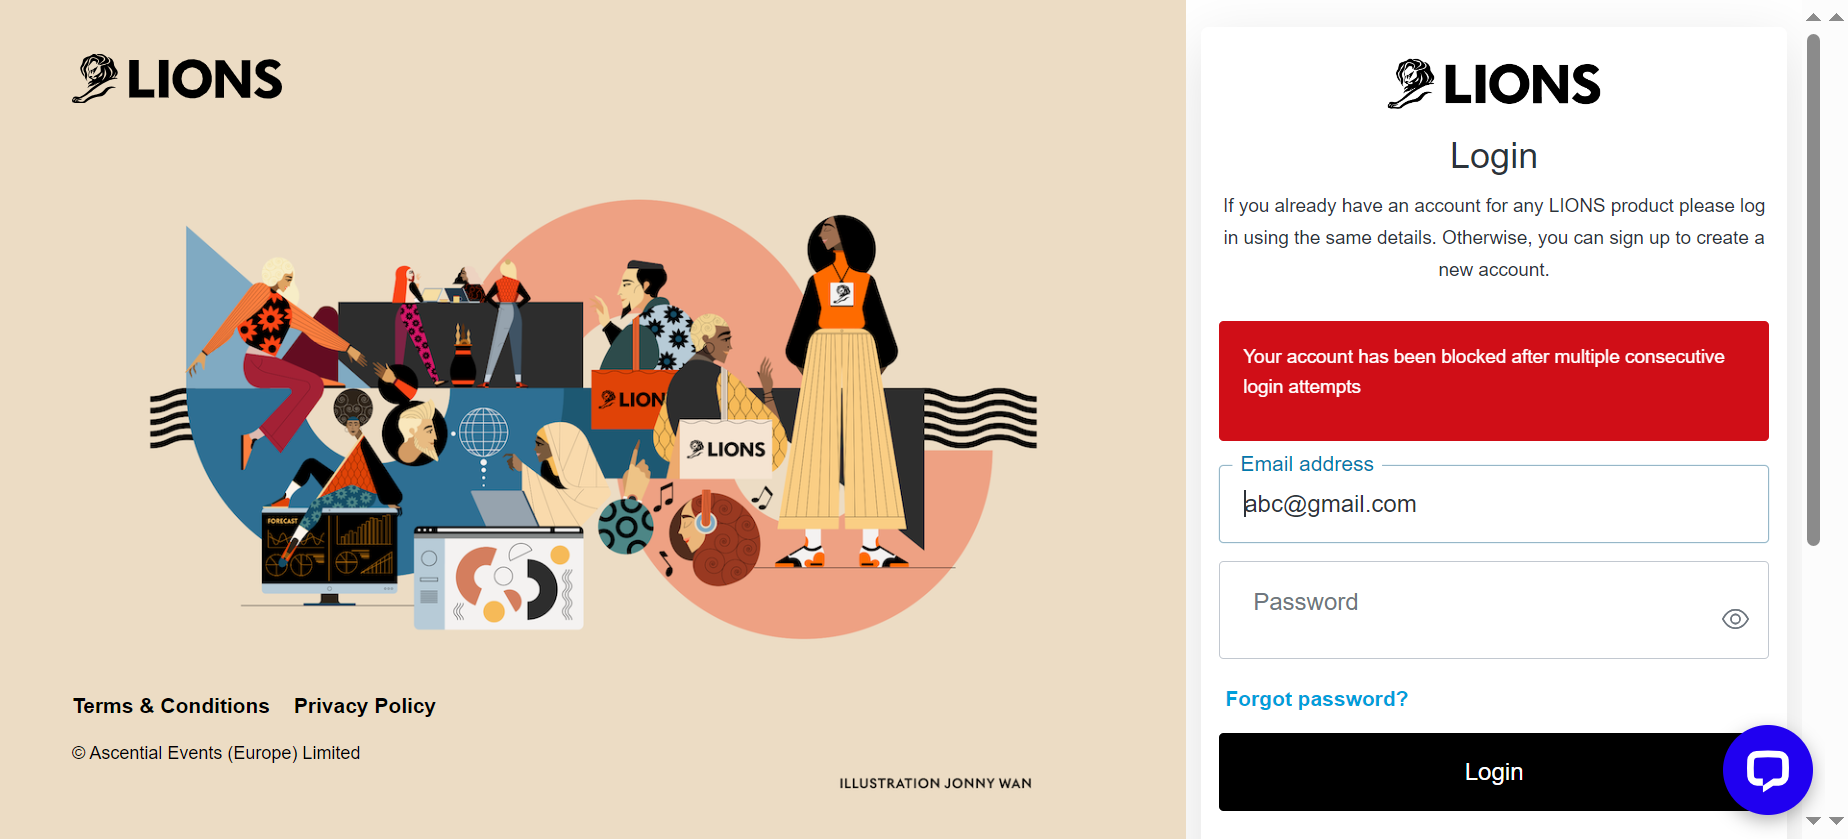 LIONS
LION
LIONS
FORECAST
Terms & Conditions Privacy Policy
© Ascential Events (Europe) Limited
ILLUSTRATION JONNY WAN
LIONS
Login
If you already have an account for any LIONS product please log
in using the same details. Otherwise, you can sign up to create a
new account.
Your account has been blocked after multiple consecutive
login attempts
Email address
abc@gmail.com
Password
Forgot password?
Login